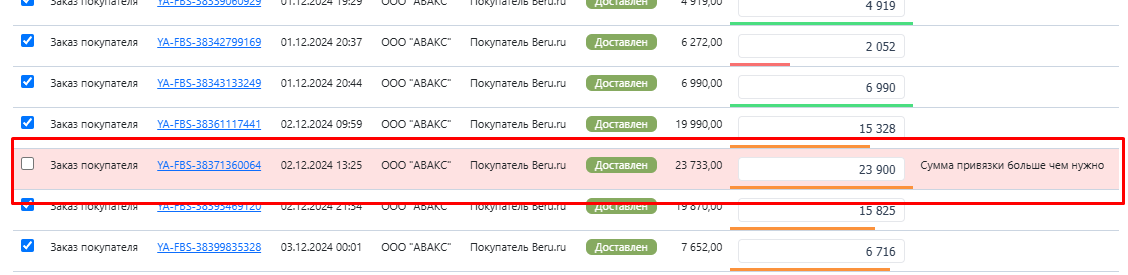 Заказ покупателя YA-FBS-38339060929 01.12.2024 19:29 ООО "АВАКС" Покупатель Beru.ru Доставлен 4 919,00 4 919
Заказ покупателя YA-FBS-38342799169 01.12.2024 20:37 ООО "АВАКС" Покупатель Beru.ru Доставлен 6 272,00 2 052
Заказ покупателя YA-FBS-38343133249 01.12.2024 20:44 ООО "АВАКС" Покупатель Beru.ru Доставлен 6 990,00 6 990
Заказ покупателя YA-FBS-38361117441 02.12.2024 09:59 ООО "АВАКС" Покупатель Beru.ru Доставлен 19 990,00 15 328
Заказ покупателя YA-FBS-38371360064 02.12.2024 13:25 ООО "АВАКС" Покупатель Beru.ru Доставлен 23 733,00 23 900 Сумма привязки больше чем нужно
Заказ покупателя YA-FBS-38393469120 02.12.2024 21:54 ООО "АВАКС" Покупатель Beru.ru Доставлен 19 870,00 15 825
Заказ покупателя YA-FBS-38399835328 03.12.2024 00:01 ООО "АВАКС" Покупатель Beru.ru Доставлен 7 652,00 6 716